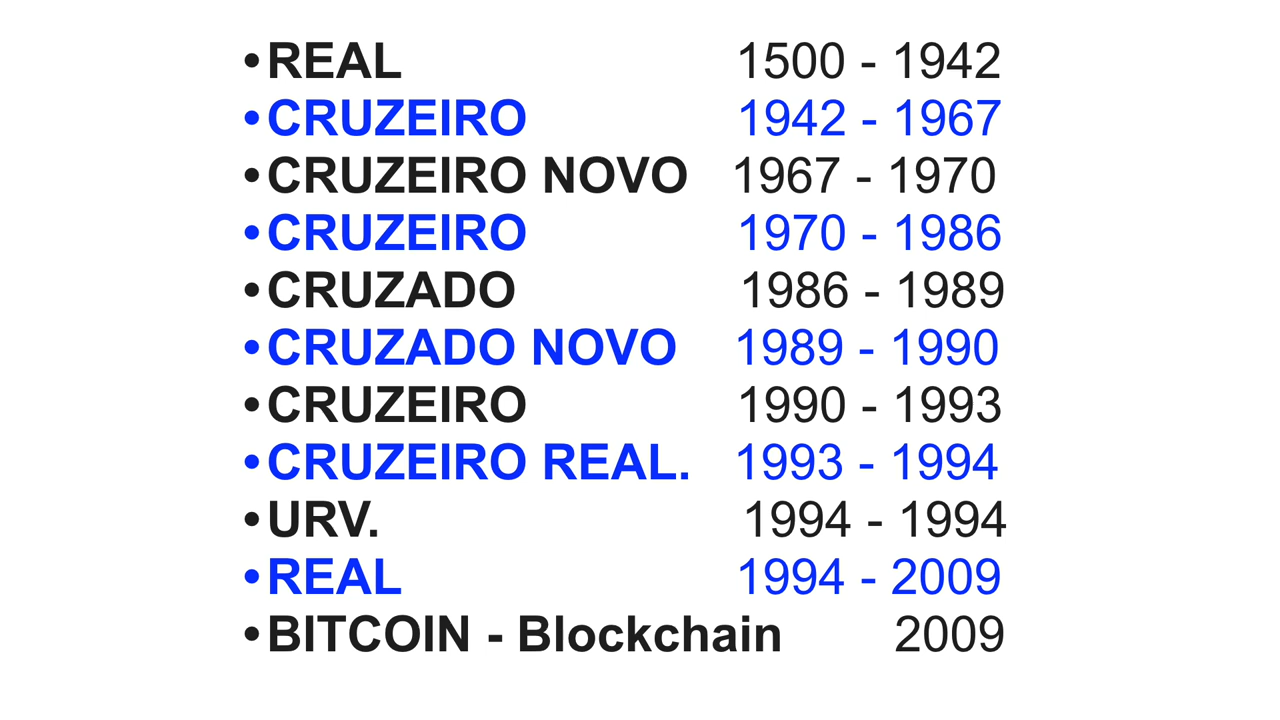 •REAL 1500 - 1942
•CRUZEIRO 1942 - 1967
•CRUZEIRO NOVO 1967 - 1970
•CRUZEIRO 1970 - 1986
•CRUZADO 1986 - 1989
•CRUZADO NOVO 1989 - 1990
•CRUZEIRO 1990 - 1993
•CRUZEIRO REAL. 1993 - 1994
•URV. 1994 - 1994
•REAL 1994 - 2009
•BITCOIN - Blockchain 2009